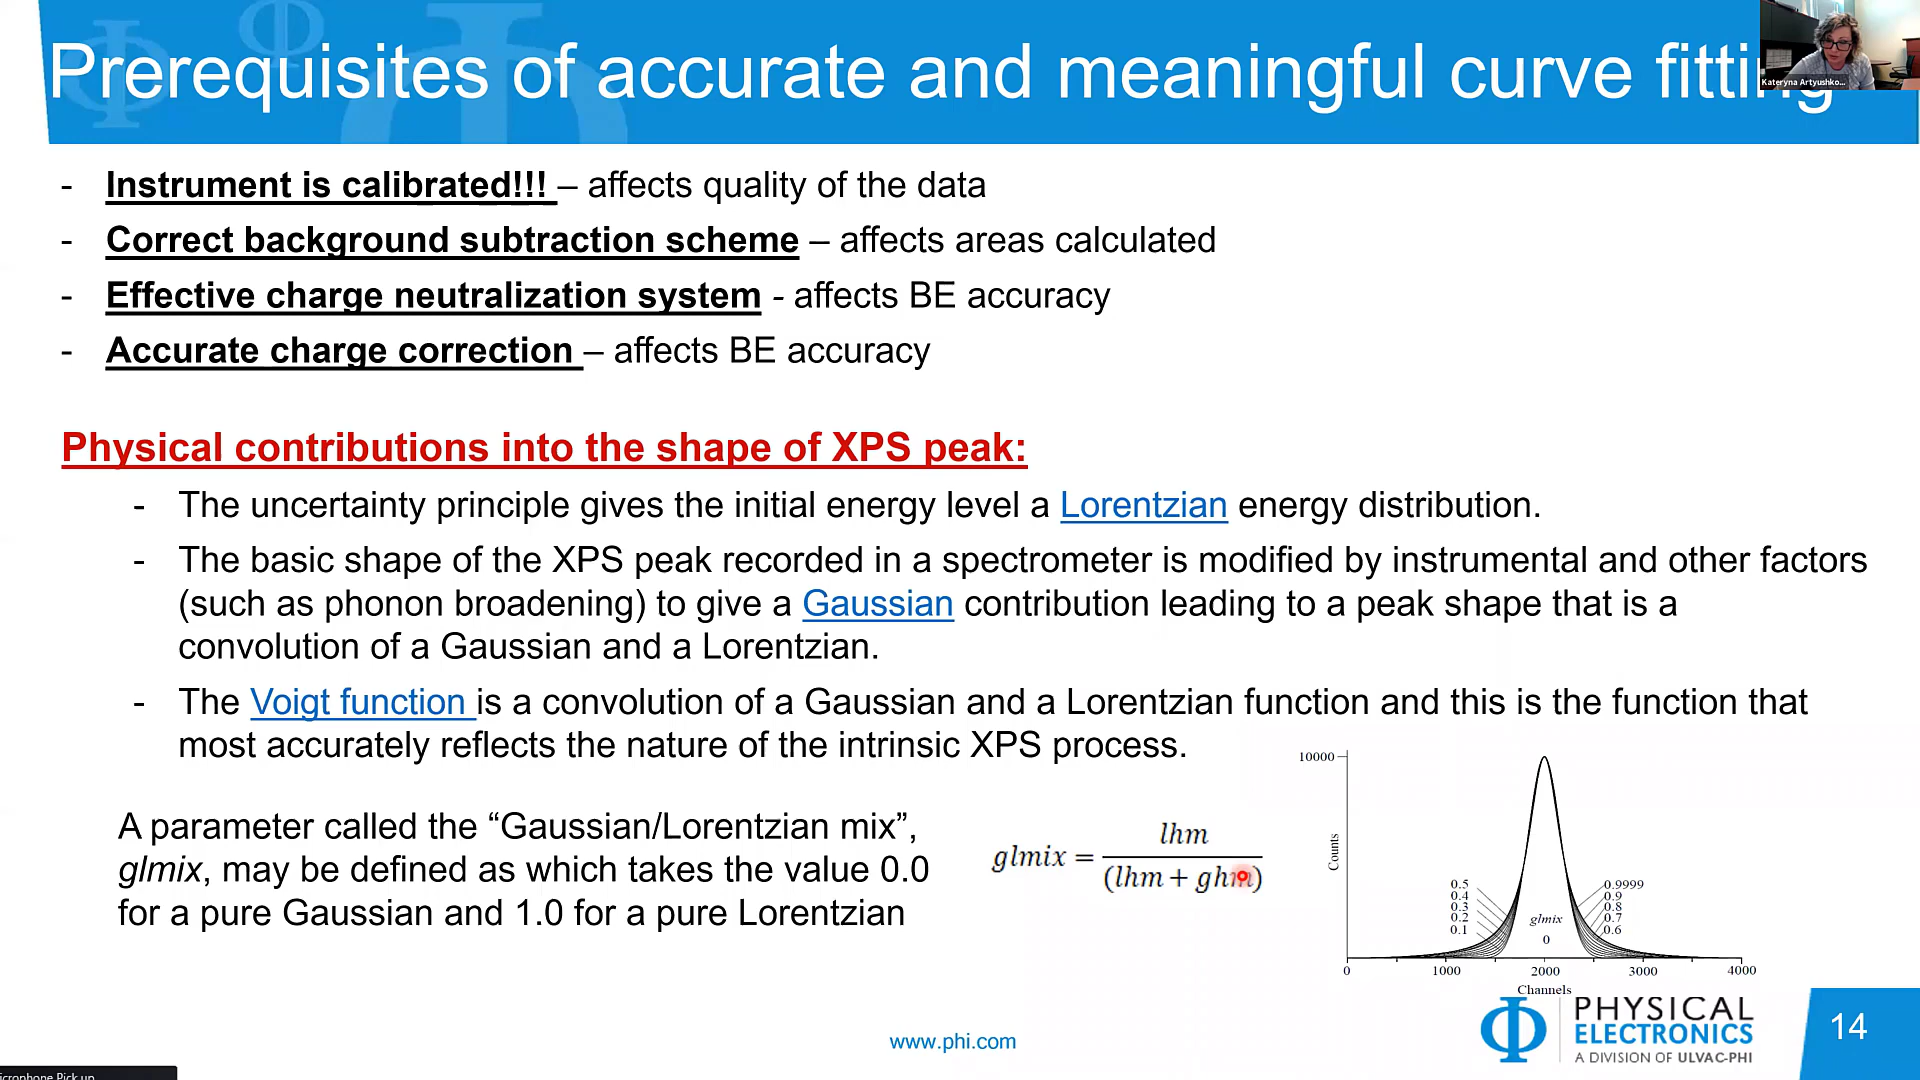 Prerequisites of accurate and meaningful curve fitting
Kateryna Artyushko...
- Instrument is calibrated!!! – affects quality of the data
- Correct background subtraction scheme – affects areas calculated
- Effective charge neutralization system - affects BE accuracy
- Accurate charge correction – affects BE accuracy
Physical contributions into the shape of XPS peak:
- The uncertainty principle gives the initial energy level a Lorentzian energy distribution.
- The basic shape of the XPS peak recorded in a spectrometer is modified by instrumental and other factors
(such as phonon broadening) to give a Gaussian contribution leading to a peak shape that is a
convolution of a Gaussian and a Lorentzian.
- The Voigt function is a convolution of a Gaussian and a Lorentzian function and this is the function that
most accurately reflects the nature of the intrinsic XPS process.
A parameter called the “Gaussian/Lorentzian mix”,
glmix, may be defined as which takes the value 0.0
for a pure Gaussian and 1.0 for a pure Lorentzian
glmix = lhm / (lhm + ghm)
10000
Counts
0.5
0.4
0.3
0.2
0.1
glmix
0
0.9999
0.9
0.8
0.7
0.6
0 1000 2000 3000 4000
Channels
www.phi.com
PHYSICAL
ELECTRONICS
A DIVISION OF ULVAC-PHI
14
icrophone Pick up